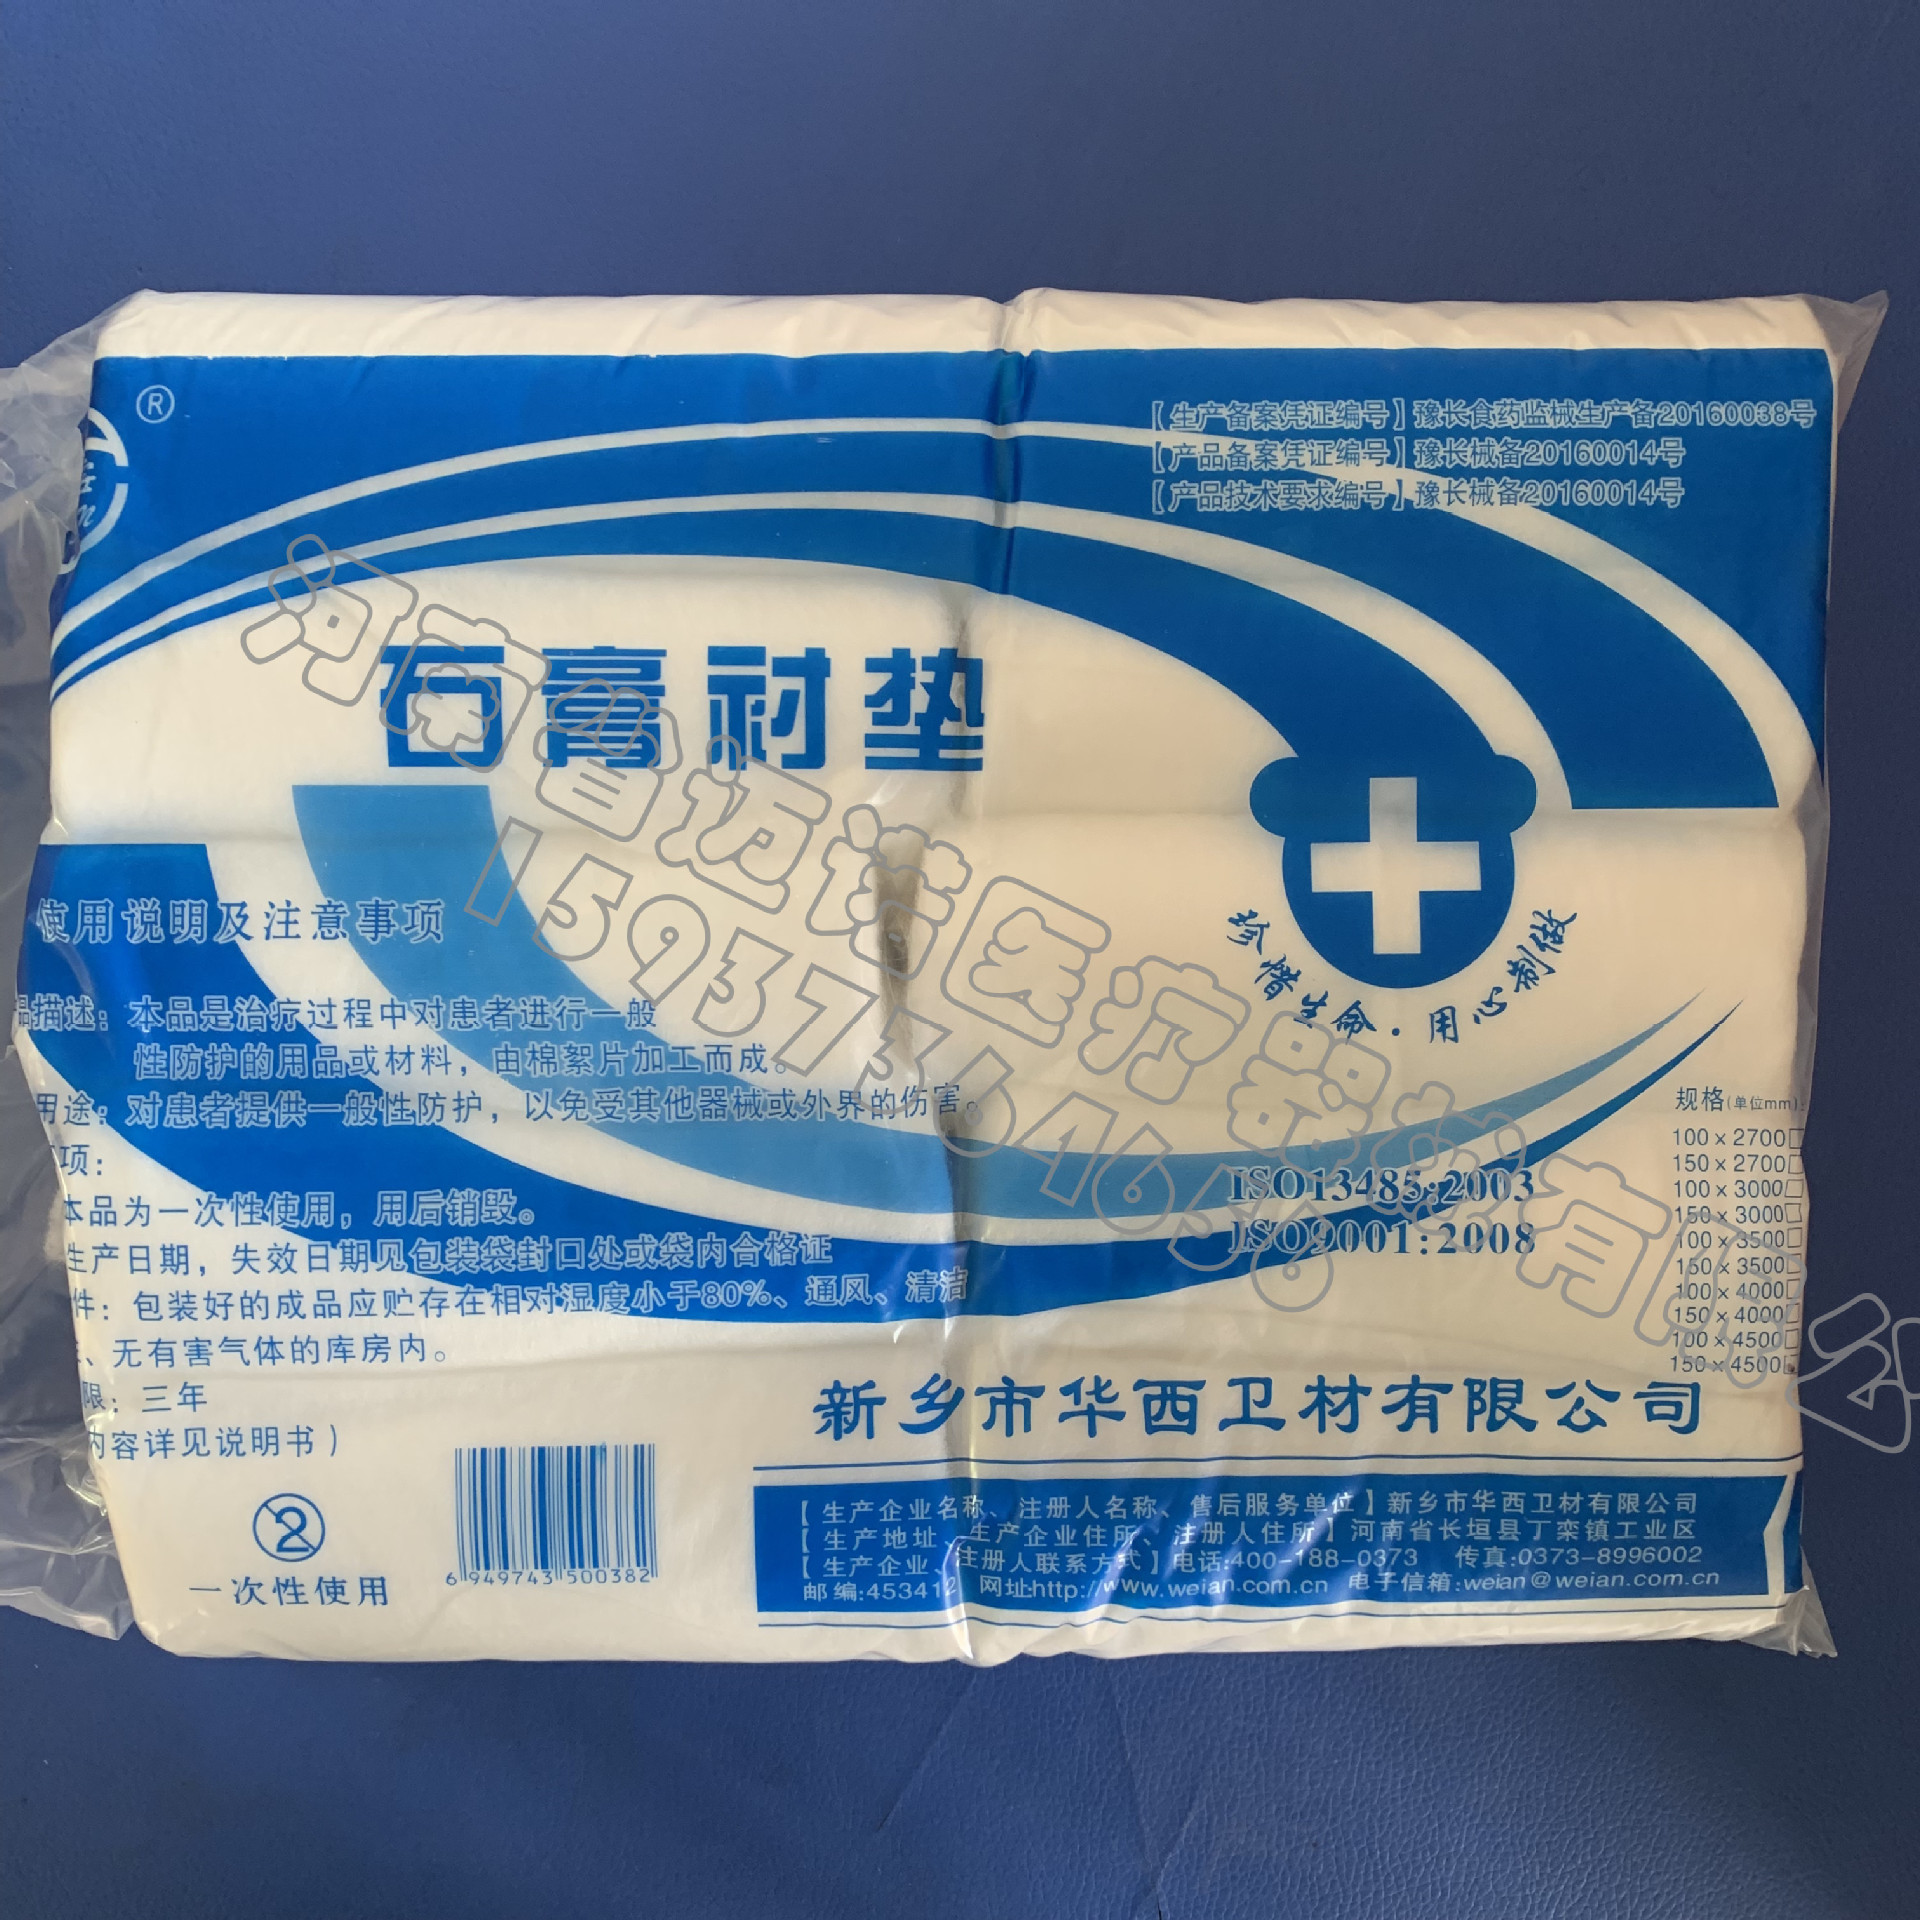 ®
【生产备案凭证编号】豫长食药监械生产备20160038号
【产品备案凭证编号】豫长械备20160014号
【产品技术要求编号】豫长械备20160014号
石膏衬垫
河南省迈诺医疗器械有限公
15937364656
珍惜生命·用心制做
使用说明及注意事项
品描述：本品是治疗过程中对患者进行一般
性防护的用品或材料，由棉絮片加工而成。
用途：对患者提供一般性防护，以免受其他器械或外界的伤害。
项：
本品为一次性使用，用后销毁。
生产日期，失效日期见包装袋封口处或袋内合格证
件：包装好的成品应贮存在相对湿度小于80%、通风、清洁
、无有害气体的库房内。
限：三年
内容详见说明书）
规格(单位mm):
100×2700□
150×2700□
100×3000□
150×3000□
100×3500□
150×3500□
100×4000□
150×4000□
100×4500□
150×4500□
ISO13485:2003
ISO9001:2008
新乡市华西卫材有限公司
【生产企业名称、注册人名称、售后服务单位】新乡市华西卫材有限公司
【生产地址、生产企业住所、注册人住所】河南省长垣县丁栾镇工业区
【生产企业、注册人联系方式】电话:400-188-0373 传真:0373-8996002
邮编:453412 网址:http://www.weian.com.cn 电子信箱:weian@weian.com.cn
2
一次性使用
6 949743 500382